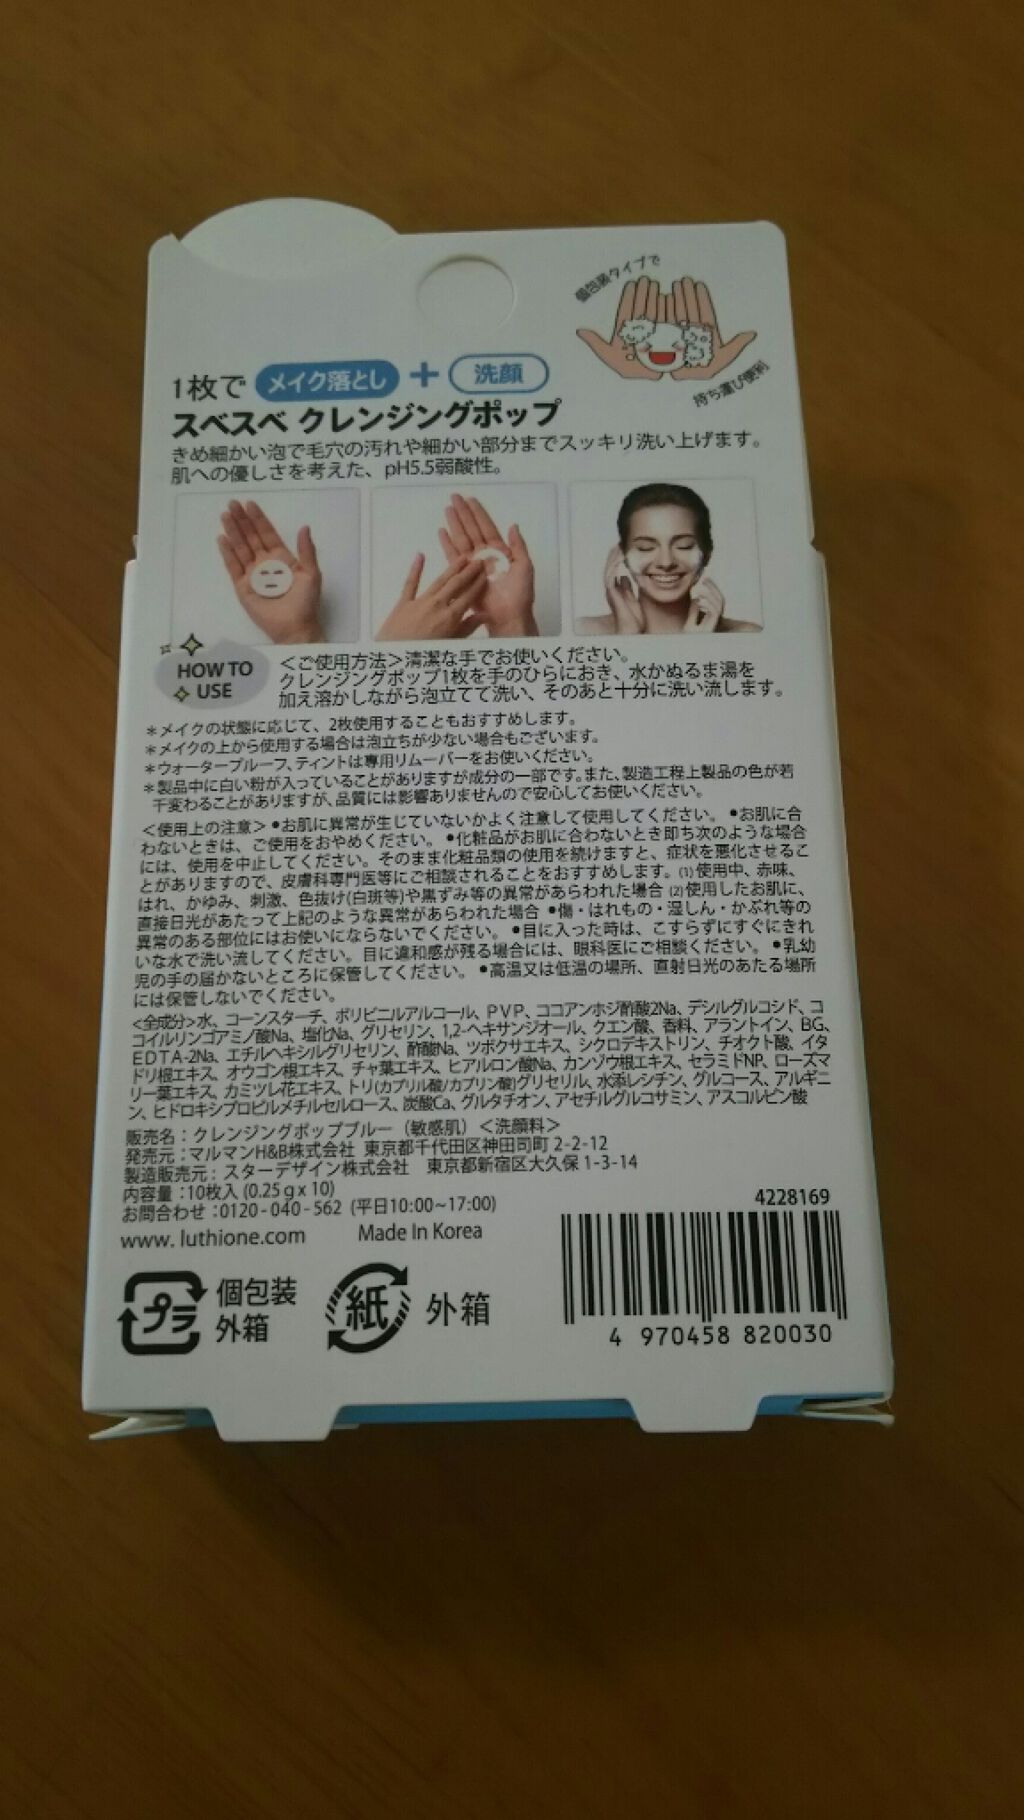 個包装タイプで
持ち運び便利
1枚で メイク落とし + 洗顔
スベスベ クレンジングポップ
きめ細かい泡で毛穴の汚れや細かい部分までスッキリ洗い上げます。
肌への優しさを考えた、pH5.5弱酸性。
HOW TO
USE
<ご使用方法>清潔な手でお使いください。
クレンジングポップ1枚を手のひらにおき、水かぬるま湯を
加え溶かしながら泡立てて洗い、そのあと十分に洗い流します。
*メイクの状態に応じて、2枚使用することもおすすめします。
*メイクの上から使用する場合は泡立ちが少ない場合もございます。
*ウォータープルーフ、ティントは専用リムーバーをお使いください。
*製品中に白い粉が入っていることがありますが成分の一部です。また、製造工程上製品の色が若
千変わることがありますが、品質には影響ありませんので安心してお使いください。
<使用上の注意>●お肌に異常が生じていないかよく注意して使用してください。●お肌に合
わないときは、ご使用をおやめください。●化粧品がお肌に合わないとき即ち次のような場合
には、使用を中止してください。そのまま化粧品類の使用を続けますと、症状を悪化させるこ
とがありますので、皮膚科専門医等にご相談されることをおすすめします。(1)使用中、赤味、
はれ、かゆみ、刺激、色抜け(白斑等)や黒ずみ等の異常があらわれた場合 (2)使用したお肌に、
直接日光があたって上記のような異常があらわれた場合 ●傷・はれもの・湿しん・かぶれ等の
異常のある部位にはお使いにならないでください。●目に入った時は、こすらずにすぐにきれ
いな水で洗い流してください。目に違和感が残る場合には、眼科医にご相談ください。●乳幼
児の手の届かないところに保管してください。●高温又は低温の場所、直射日光のあたる場所
には保管しないでください。
<全成分>水、コーンスターチ、ポリビニルアルコール、PVP、ココアンホジ酢酸2Na、デシルグルコシド、コ
コイルリンゴアミノ酸Na、塩化Na、グリセリン、1,2-ヘキサンジオール、クエン酸、香料、アラントイン、BG、
EDTA-2Na、エチルヘキシルグリセリン、酢酸Na、ツボクサエキス、シクロデキストリン、チオクト酸、イタ
ドリ根エキス、オウゴン根エキス、チャ葉エキス、ヒアルロン酸Na、カンゾウ根エキス、セラミドNP、ローズマ
リー葉エキス、カミツレ花エキス、トリ(カプリル酸/カプリン酸)グリセリル、水添レシチン、グルコース、アルギニ
ン、ヒドロキシプロピルメチルセルロース、炭酸Ca、グルタチオン、アセチルグルコサミン、アスコルビン酸
販売名：クレンジングポップブルー（敏感肌）<洗顔料>
発売元：マルマンH&B株式会社 東京都千代田区神田司町 2-2-12
製造販売元：スターデザイン株式会社 東京都新宿区大久保 1-3-14
内容量：10枚入 (0.25 g x 10)
お問合わせ：0120-040-562 (平日10:00~17:00)
www. luthione.com Made In Korea
4228169
プラ 個包装
外箱
紙 外箱
4 970458 820030